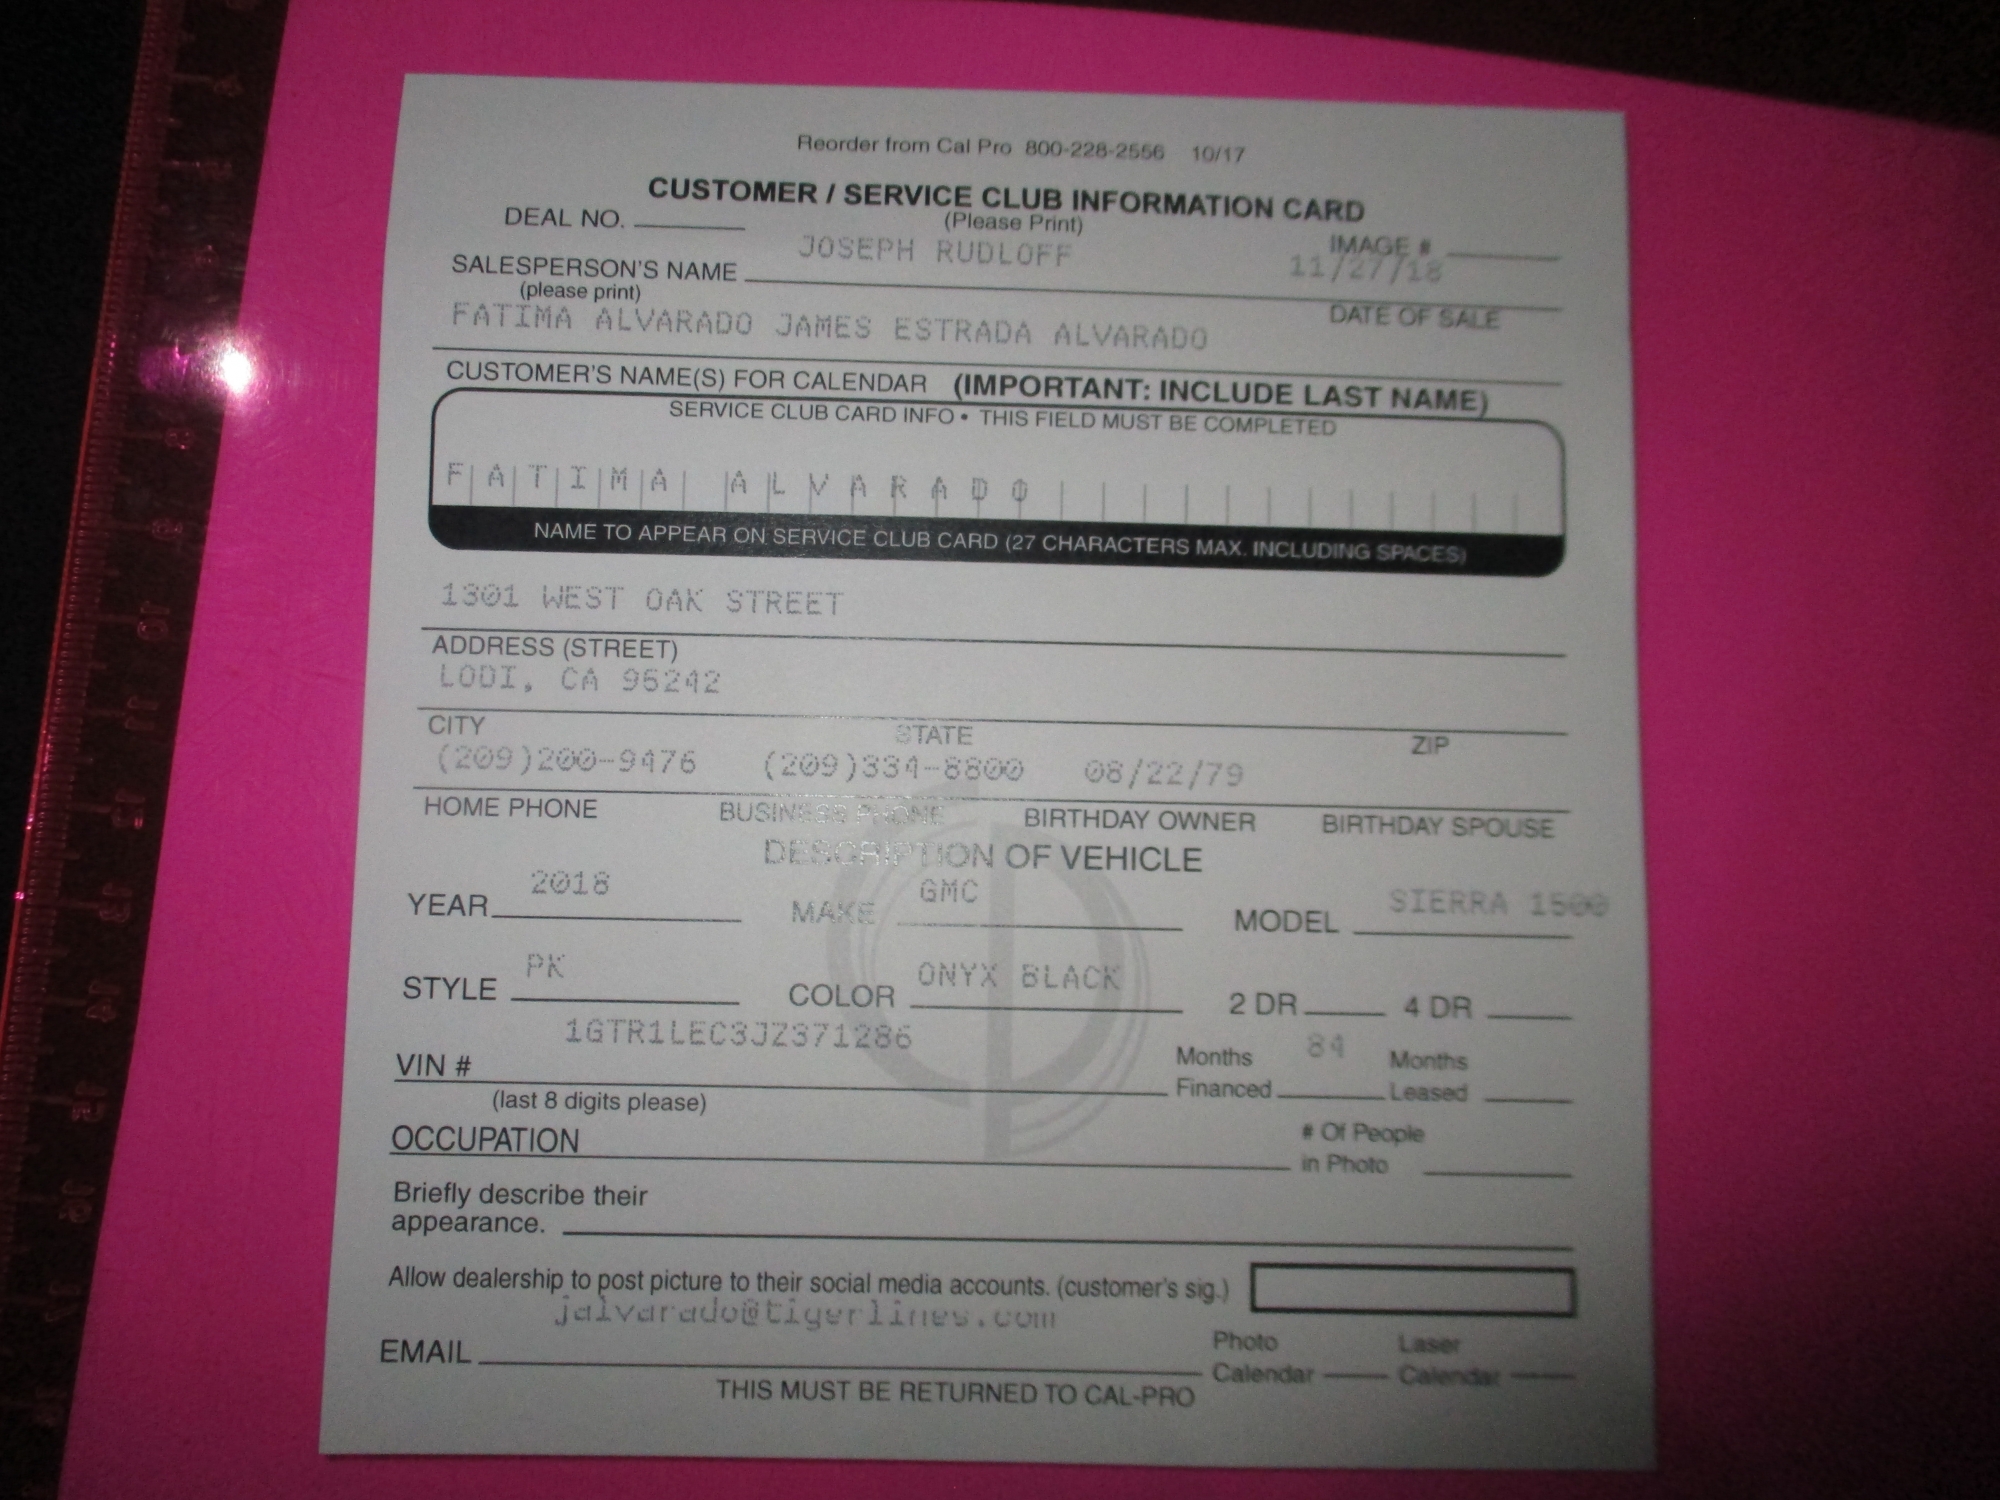 Reorder from Cal Pro 800-228-2556 10/17
CUSTOMER / SERVICE CLUB INFORMATION CARD
DEAL NO. (Please Print) IMAGE #
SALESPERSON'S NAME JOSEPH RUDLOFF 11/27/18
(please print) DATE OF SALE
FATIMA ALVARADO JAMES ESTRADA ALVARADO
CUSTOMER'S NAME(S) FOR CALENDAR (IMPORTANT: INCLUDE LAST NAME)
SERVICE CLUB CARD INFO • THIS FIELD MUST BE COMPLETED
FATIMA ALVARADO
NAME TO APPEAR ON SERVICE CLUB CARD (27 CHARACTERS MAX. INCLUDING SPACES)
1301 WEST OAK STREET
ADDRESS (STREET)
LODI, CA 95242
CITY STATE ZIP
(209)200-9476 (209)334-8800 08/22/79
HOME PHONE BUSINESS PHONE BIRTHDAY OWNER BIRTHDAY SPOUSE
DESCRIPTION OF VEHICLE
YEAR 2018 MAKE GMC MODEL SIERRA 1500
STYLE PK COLOR ONYX BLACK 2 DR 4 DR
VIN # 1GTR1LEC3JZ371286 Months Financed 84 Months Leased
(last 8 digits please)
OCCUPATION # Of People in Photo
Briefly describe their
appearance.
Allow dealership to post picture to their social media accounts. (customer's sig.)
jalvarado@tigerlines.com
EMAIL Photo Calendar Laser Calendar
THIS MUST BE RETURNED TO CAL-PRO